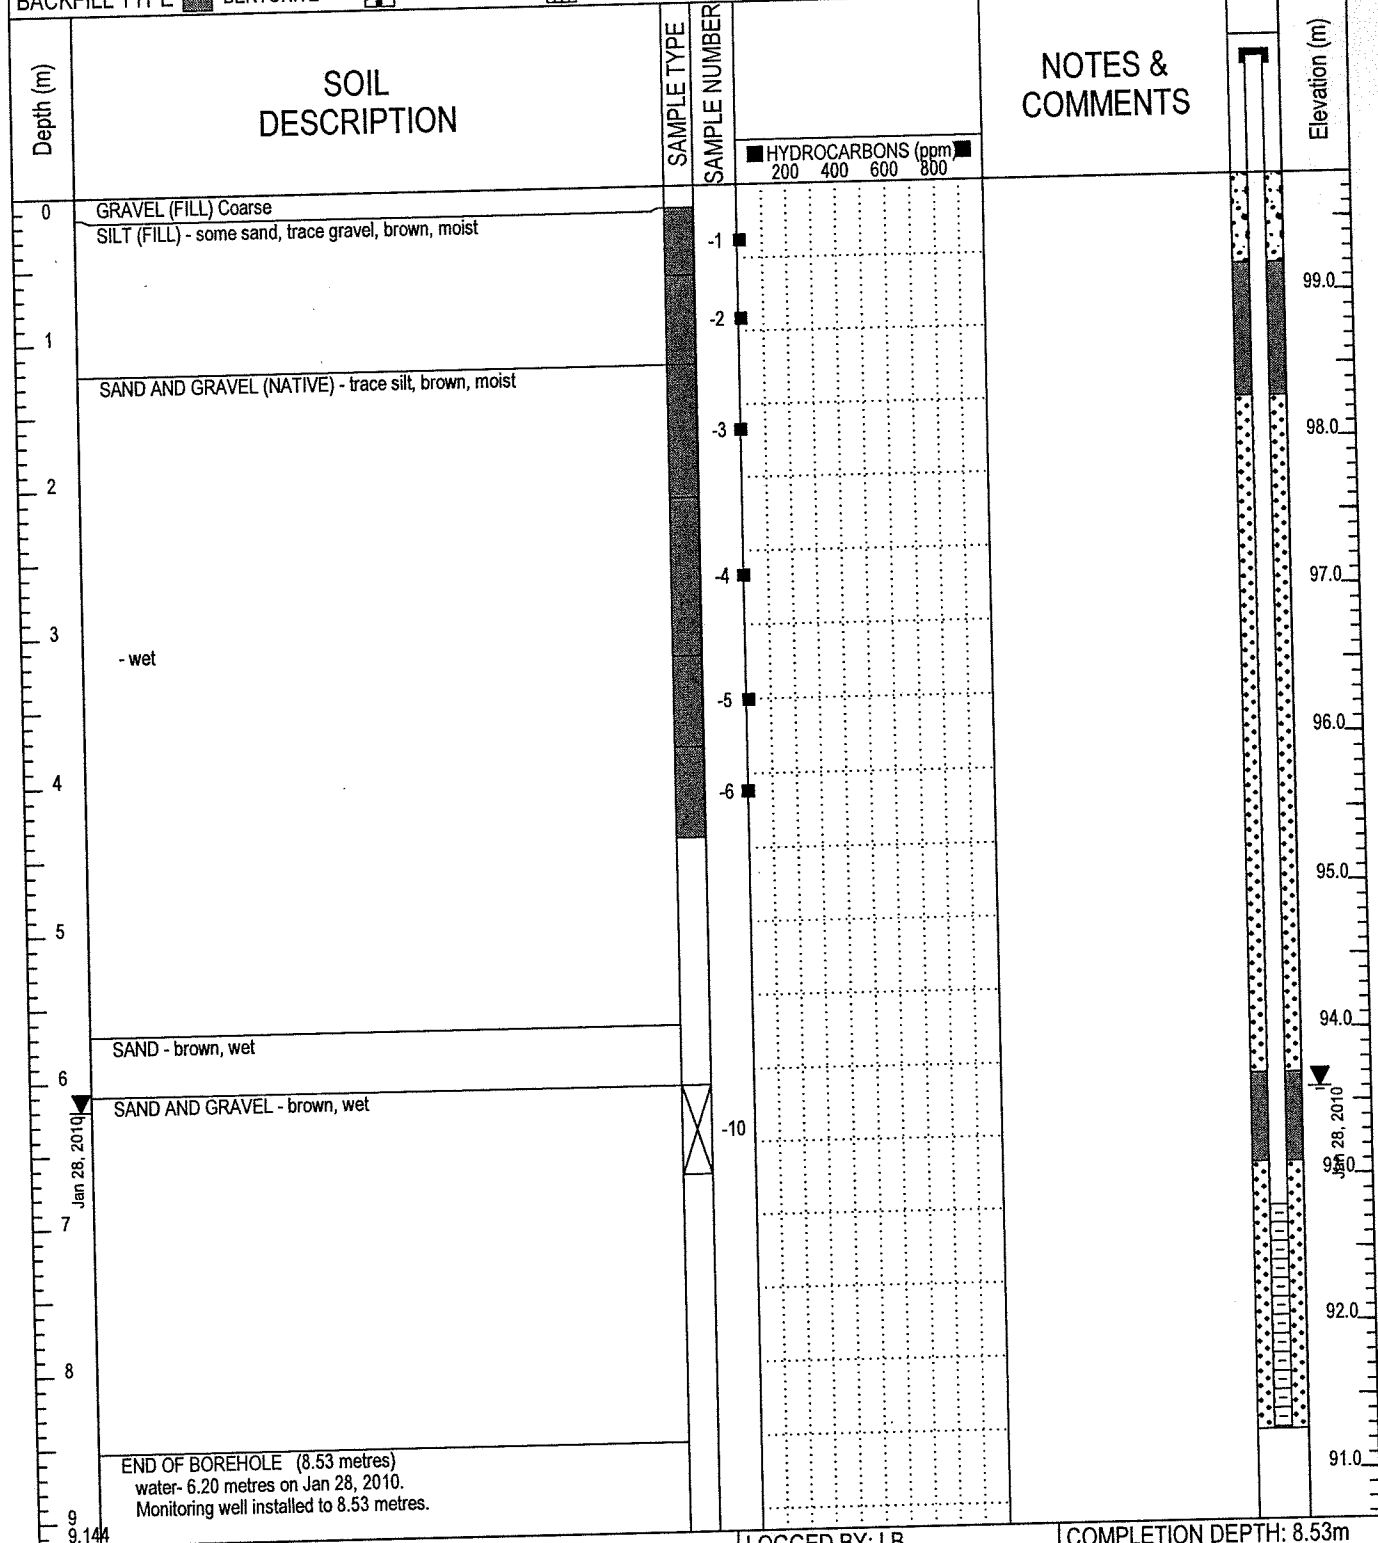 BACKFILL TYPE BENTONITE
Depth (m)
SOIL
DESCRIPTION
SAMPLE TYPE
SAMPLE NUMBER
HYDROCARBONS (ppm)
200 400 600 800
NOTES &
COMMENTS
Elevation (m)
0
GRAVEL (FILL) Coarse
SILT (FILL) - some sand, trace gravel, brown, moist
-1
99.0
-2
1
SAND AND GRAVEL (NATIVE) - trace silt, brown, moist
-3
98.0
2
-4
97.0
3
- wet
-5
96.0
4
-6
95.0
5
94.0
SAND - brown, wet
6
SAND AND GRAVEL - brown, wet
Jan 28, 2010
-10
Jan 28, 2010
93.0
7
92.0
8
END OF BOREHOLE (8.53 metres)
water- 6.20 metres on Jan 28, 2010.
Monitoring well installed to 8.53 metres.
91.0
9
9.144
LOGGED BY: LB
COMPLETION DEPTH: 8.53m